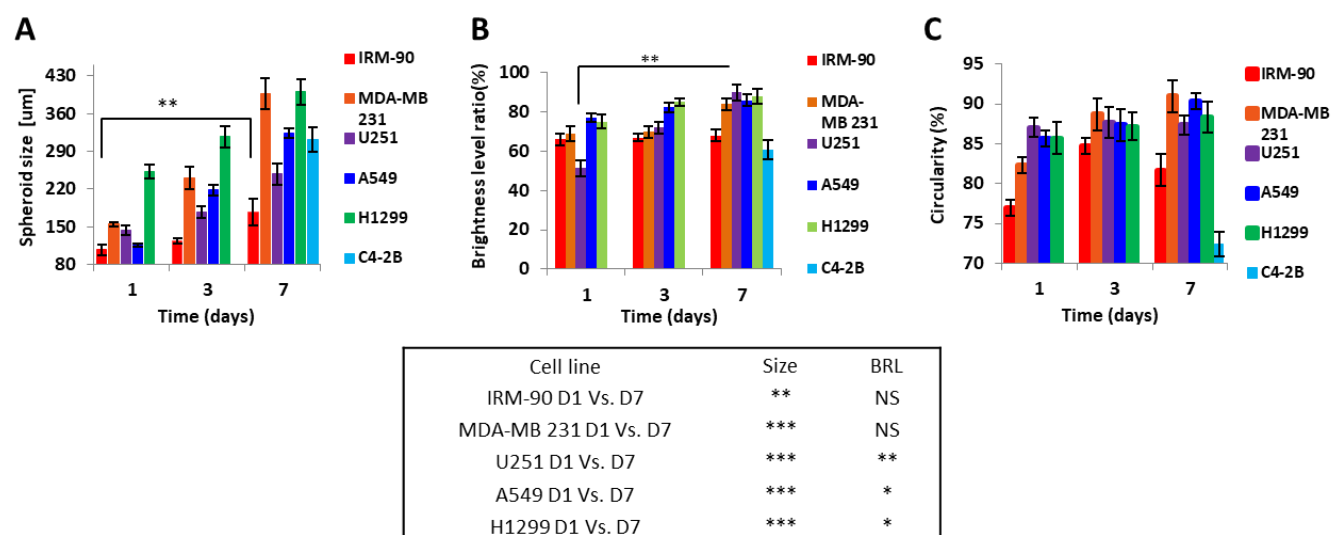 A
Spheroid size [um]
430
360
290
220
150
80
**
1
3
7
Time (days)
IRM-90
MDA-MB
231
U251
A549
H1299
C4-2B
B
Brightness level ratio(%)
100
80
60
40
20
0
**
1
3
7
Time (days)
IRM-90
MDA-
MB 231
U251
A549
H1299
C4-2B
C
Circularity (%)
95
90
85
80
75
70
1
3
7
Time (days)
IRM-90
MDA-MB
231
U251
A549
H1299
C4-2B
Cell line Size BRL
IRM-90 D1 Vs. D7 ** NS
MDA-MB 231 D1 Vs. D7 *** NS
U251 D1 Vs. D7 *** **
A549 D1 Vs. D7 *** *
H1299 D1 Vs. D7 *** *